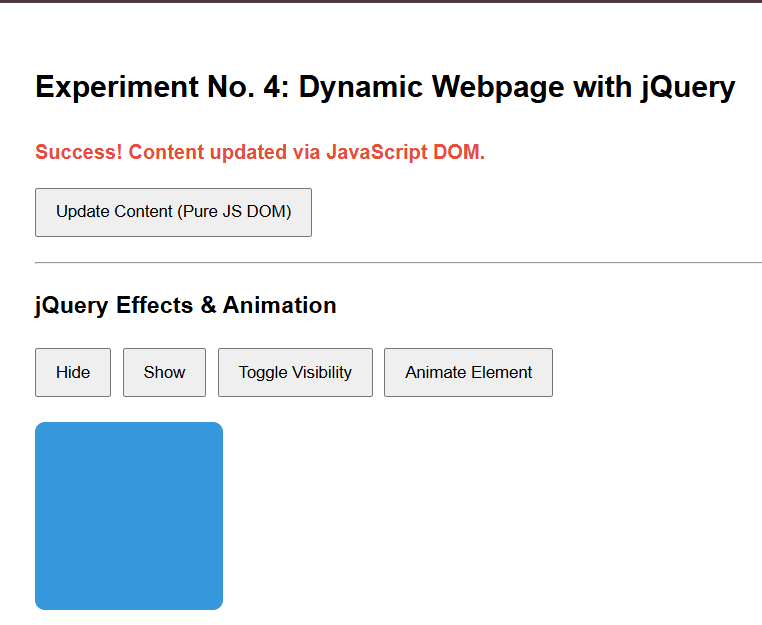 Experiment No. 4: Dynamic Webpage with jQuery
Success! Content updated via JavaScript DOM.
Update Content (Pure JS DOM)
jQuery Effects & Animation
Hide Show Toggle Visibility Animate Element